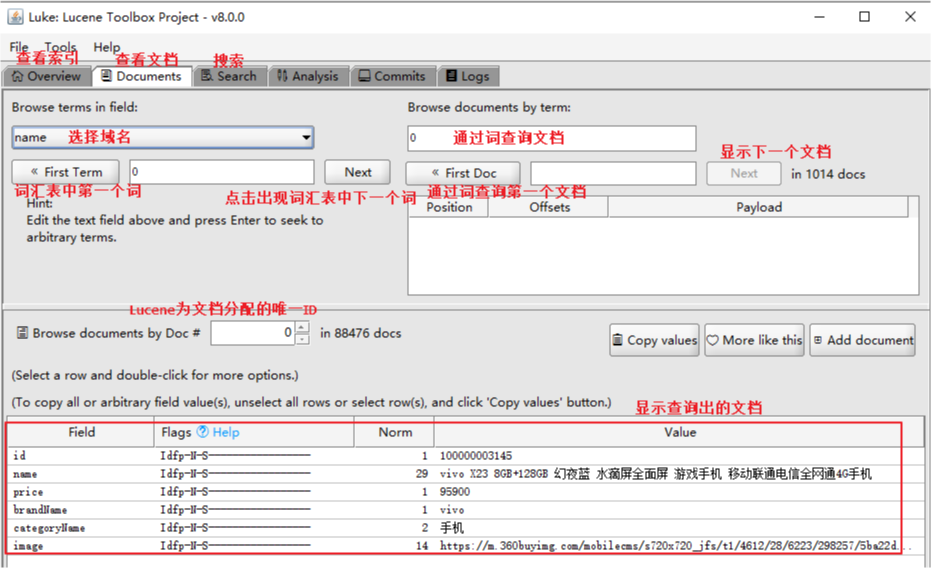 Luke: Lucene Toolbox Project - v8.0.0
File Tools Help
查看索引 查看文档 搜索
Overview Documents Search Analysis Commits Logs
Browse terms in field: Browse documents by term:
name 选择域名 0 通过词查询文档
显示下一个文档
« First Term 0 Next « First Doc Next in 1014 docs
词汇表中第一个词 点击出现词汇表中下一个词 通过词查询第一个文档
Hint: Position Offsets Payload
Edit the text field above and press Enter to seek to
arbitrary terms.
Lucene为文档分配的唯一ID
Browse documents by Doc # 0 in 88476 docs Copy values More like this Add document
(Select a row and double-click for more options.)
(To copy all or arbitrary field value(s), unselect all rows or select row(s), and click 'Copy values' button.) 显示查询出的文档
Field Flags ? Help Norm Value
id Idfp-N-S------------------ 1 100000003145
name Idfp-N-S------------------ 29 vivo X23 8GB+128GB 幻夜蓝 水滴屏全面屏 游戏手机 移动联通电信全网通4G手机
price Idfp-N-S------------------ 1 95900
brandName Idfp-N-S------------------ 1 vivo
categoryName Idfp-N-S------------------ 2 手机
image Idfp-N-S------------------ 14 https://m.360buyimg.com/mobilecms/s720x720_jfs/t1/4612/28/6223/298257/5ba22d...